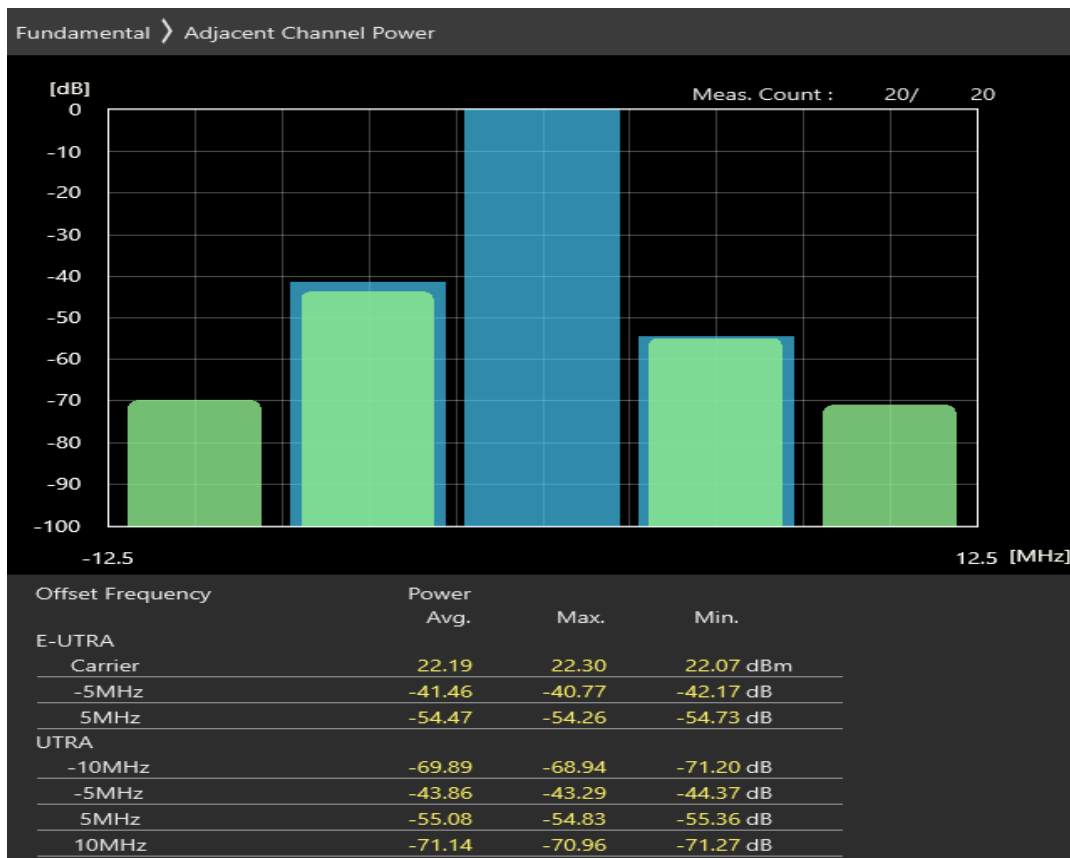 Fundamental 〉 Adjacent Channel Power
[dB]
Meas. Count : 20/ 20
0
-10
-20
-30
-40
-50
-60
-70
-80
-90
-100
-12.5 12.5 [MHz]
Offset Frequency Power
Avg. Max. Min.
E-UTRA
Carrier 22.19 22.30 22.07 dBm
-5MHz -41.46 -40.77 -42.17 dB
5MHz -54.47 -54.26 -54.73 dB
UTRA
-10MHz -69.89 -68.94 -71.20 dB
-5MHz -43.86 -43.29 -44.37 dB
5MHz -55.08 -54.83 -55.36 dB
10MHz -71.14 -70.96 -71.27 dB